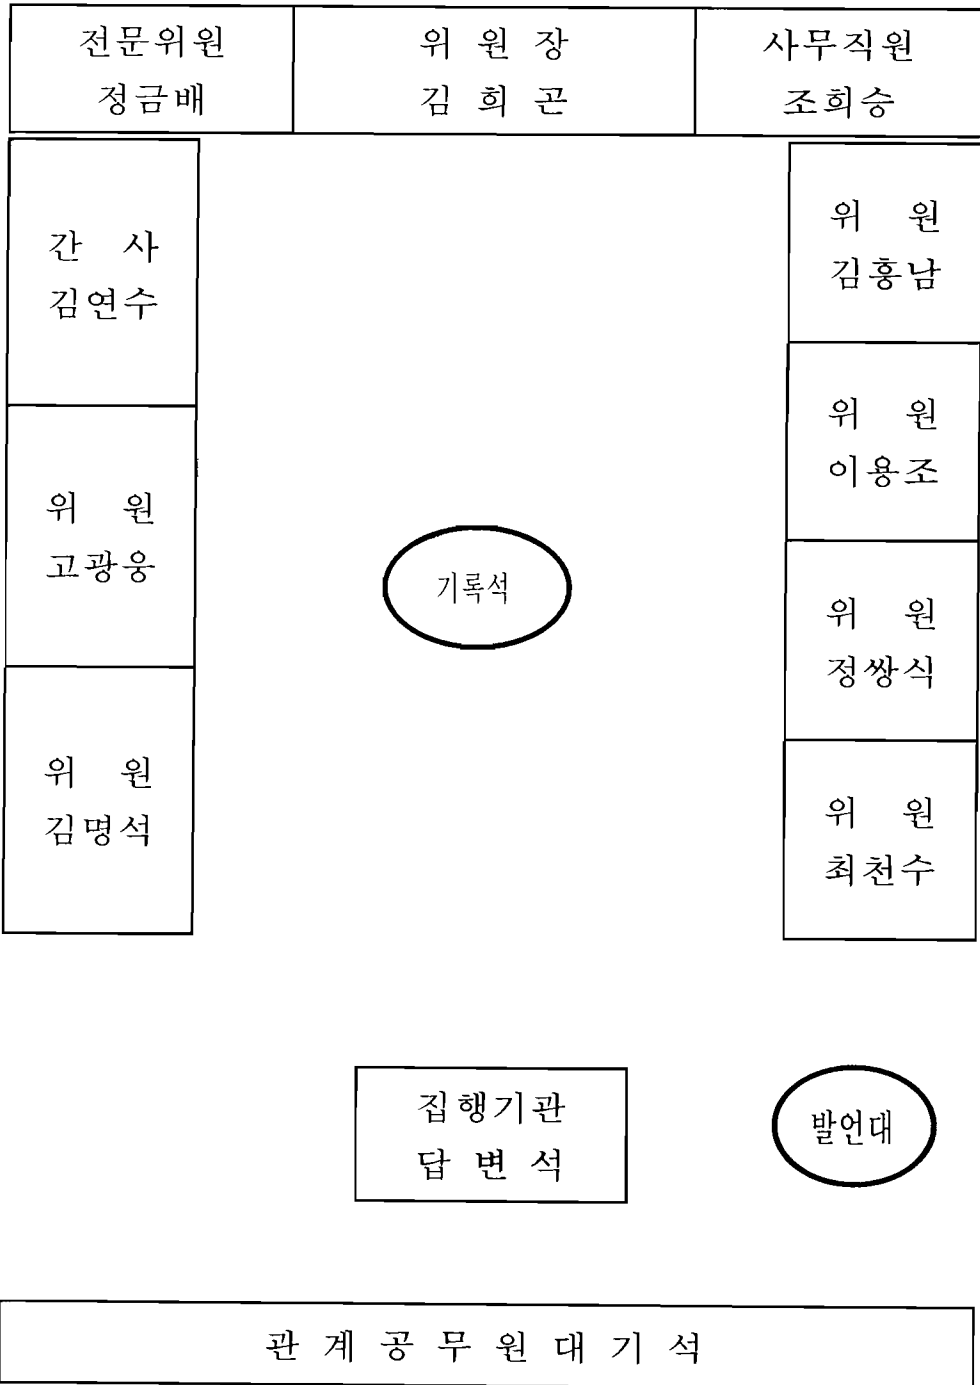 전문위원
정금배
위 원 장
김 희 곤
사무직원
조희승
간 사
김연수
위 원
고광웅
위 원
김명석
위 원
김흥남
위 원
이용조
위 원
정쌍식
위 원
최천수
기록석
집행기관
답 변 석
발언대
관 계 공 무 원 대 기 석